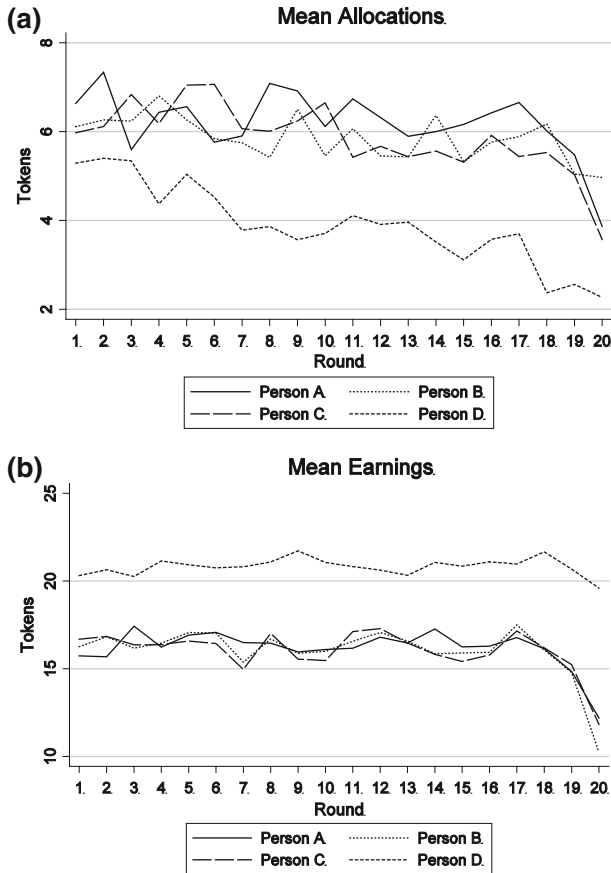 (a)
Mean Allocations.
8
6
4
2
Tokens
1. 2. 3. 4. 5. 6. 7. 8. 9. 10. 11. 12. 13. 14. 15. 16. 17. 18. 19. 20.
Round.
Person A. Person B.
Person C. Person D.
(b)
Mean Earnings.
25
20
15
10
Tokens
1. 2. 3. 4. 5. 6. 7. 8. 9. 10. 11. 12. 13. 14. 15. 16. 17. 18. 19. 20.
Round.
Person A. Person B.
Person C. Person D.